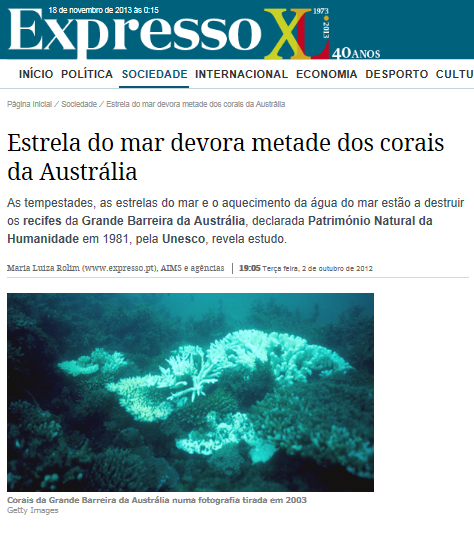 18 de novembro de 2013 às 0:15
Expresso XL 1973 2013
40 ANOS
INÍCIO POLÍTICA SOCIEDADE INTERNACIONAL ECONOMIA DESPORTO CULTU
Página Inicial / Sociedade / Estrela do mar devora metade dos corais da Austrália
Estrela do mar devora metade dos corais
da Austrália
As tempestades, as estrelas do mar e o aquecimento da água do mar estão a destruir
os recifes da Grande Barreira da Austrália, declarada Património Natural da
Humanidade em 1981, pela Unesco, revela estudo.
Maria Luiza Rolim (www.expresso.pt), AIMS e agências | 19:05 Terça feira, 2 de outubro de 2012
Corais da Grande Barreira da Austrália numa fotografia tirada em 2003
Getty Images